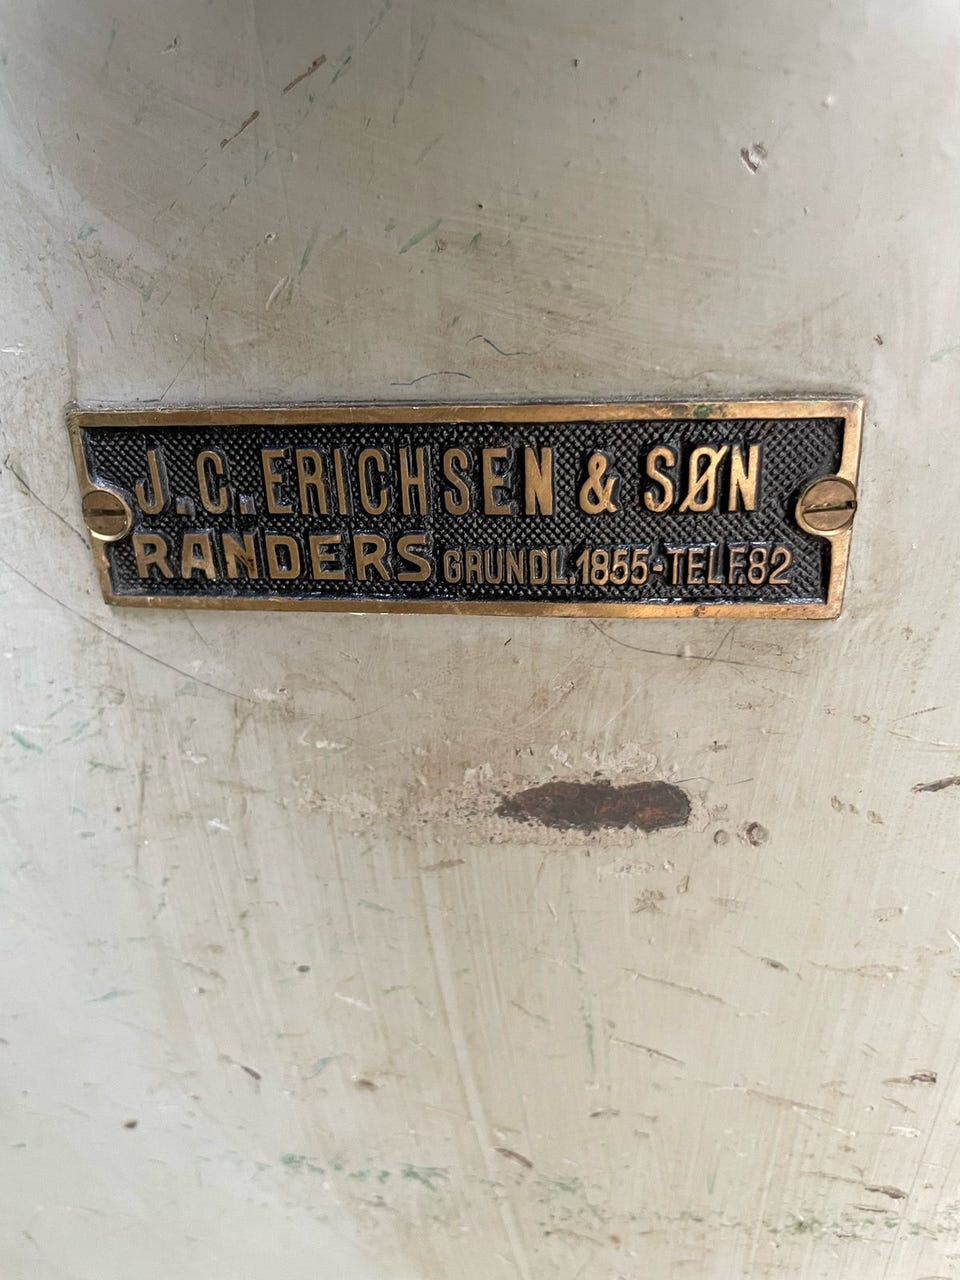 J.C. ERICHSEN & SØN
RANDERS GRUNDL. 1855-TELF. 82